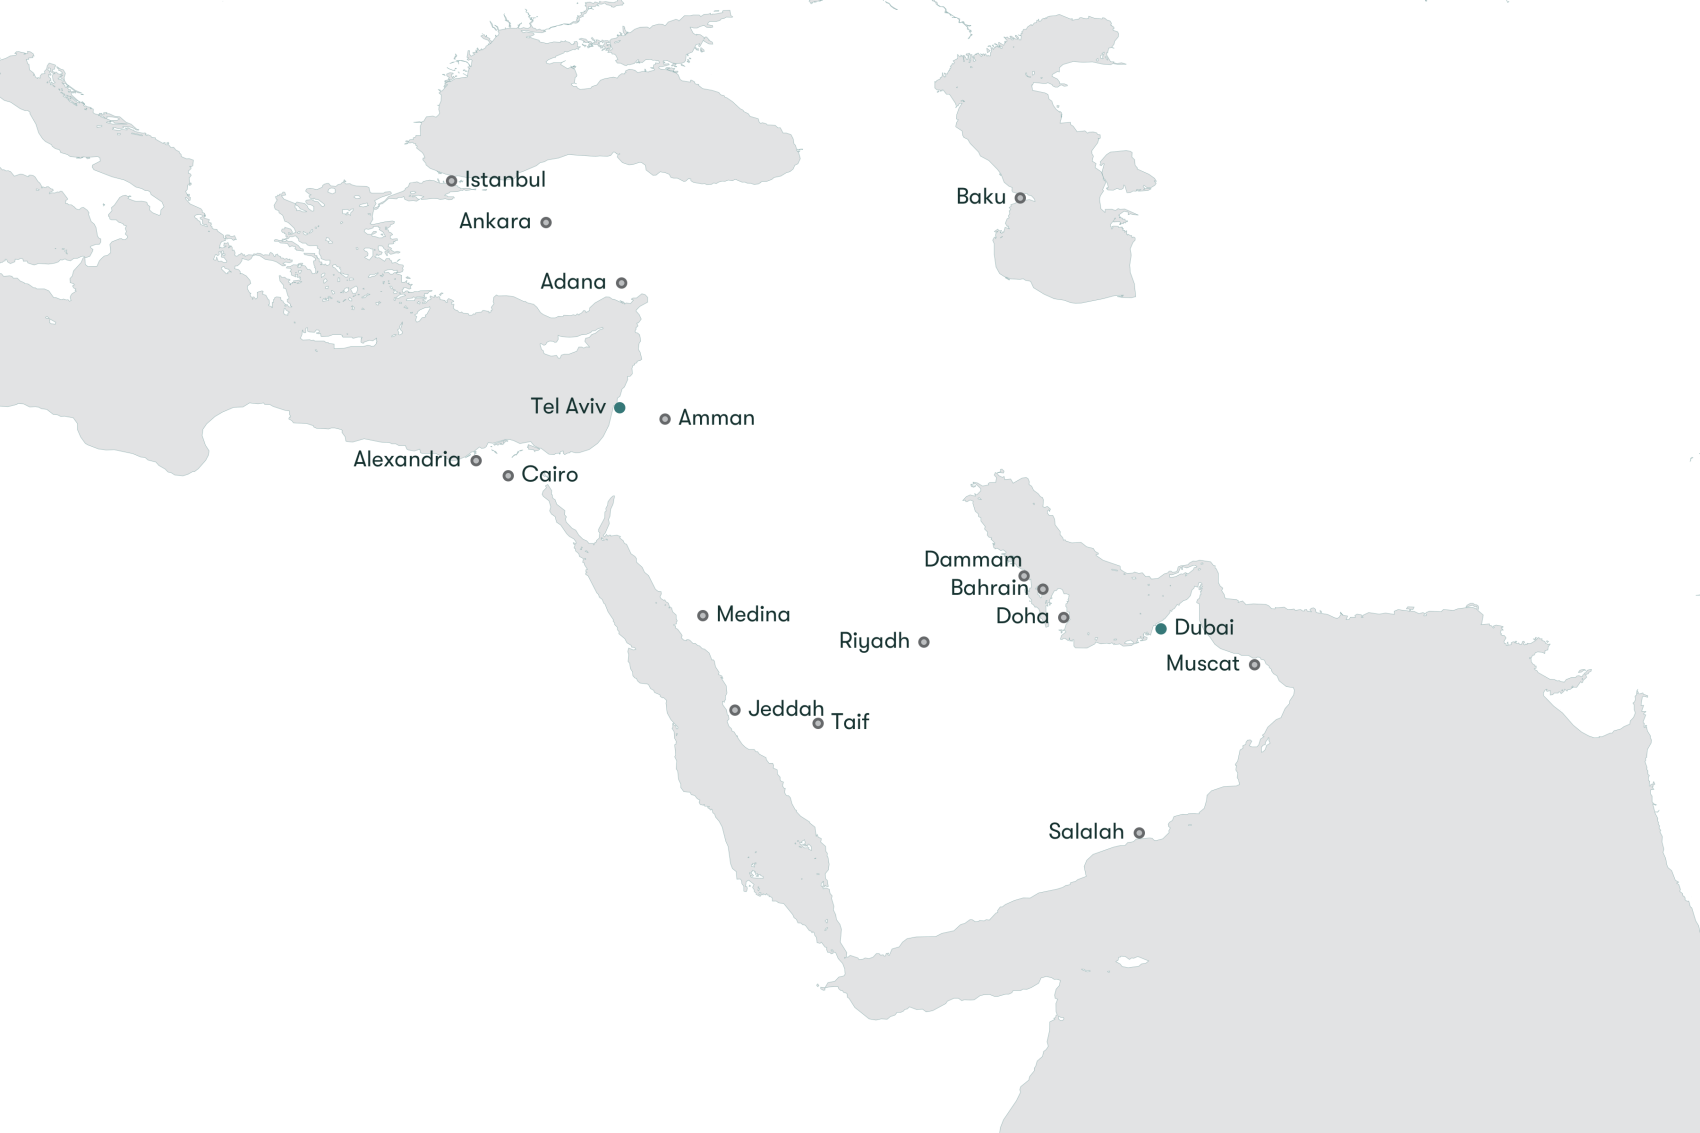 Istanbul
Baku
Ankara
Adana
Tel Aviv
Amman
Alexandria
Cairo
Dammam
Bahrain
Medina
Doha
Dubai
Riyadh
Muscat
Jeddah
Taif
Salalah